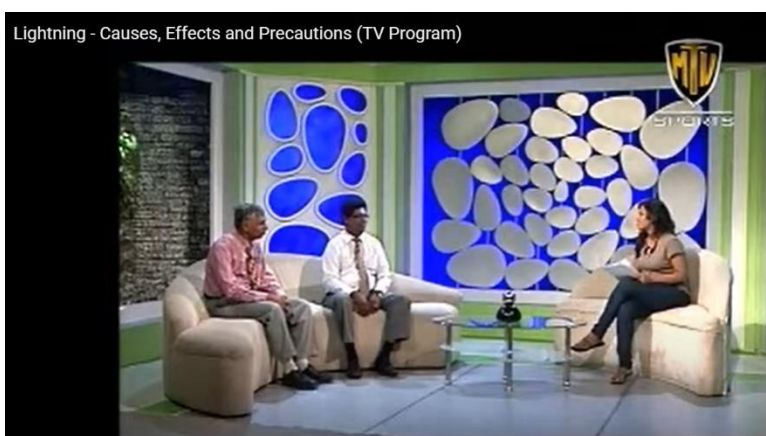 Lightning - Causes, Effects and Precautions (TV Program)
MTV
SPORTS